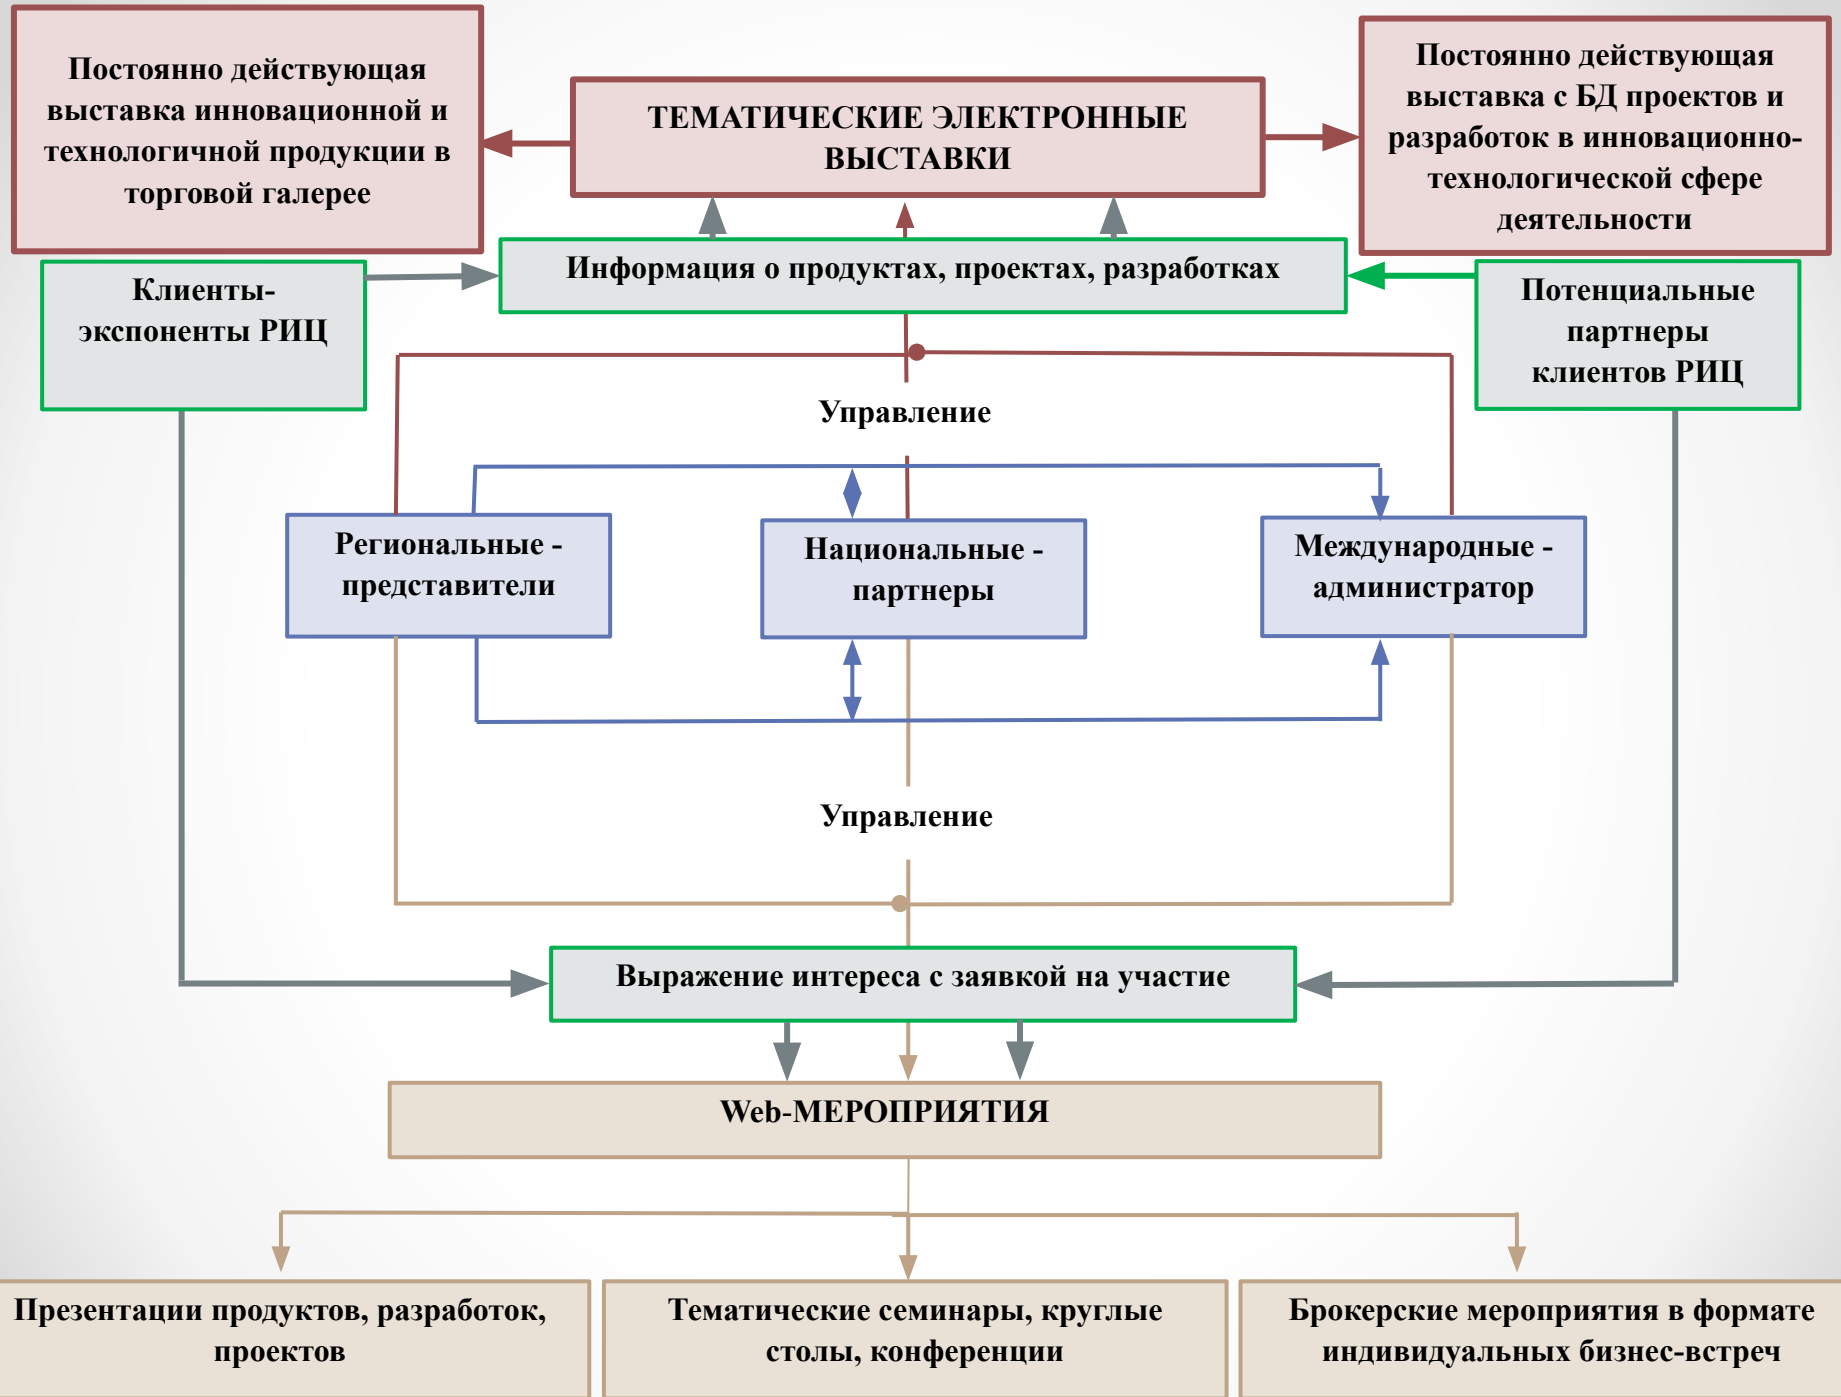 Постоянно действующая
выставка инновационной и
технологичной продукции в
торговой галерее
ТЕМАТИЧЕСКИЕ ЭЛЕКТРОННЫЕ
ВЫСТАВКИ
Постоянно действующая
выставка с БД проектов и
разработок в инновационно-
технологической сфере
деятельности
Клиенты-
экспоненты РИЦ
Информация о продуктах, проектах, разработках
Потенциальные
партнеры
клиентов РИЦ
Управление
Региональные -
представители
Национальные -
партнеры
Международные -
администратор
Управление
Выражение интереса с заявкой на участие
Web-МЕРОПРИЯТИЯ
Презентации продуктов, разработок,
проектов
Тематические семинары, круглые
столы, конференции
Брокерские мероприятия в формате
индивидуальных бизнес-встреч